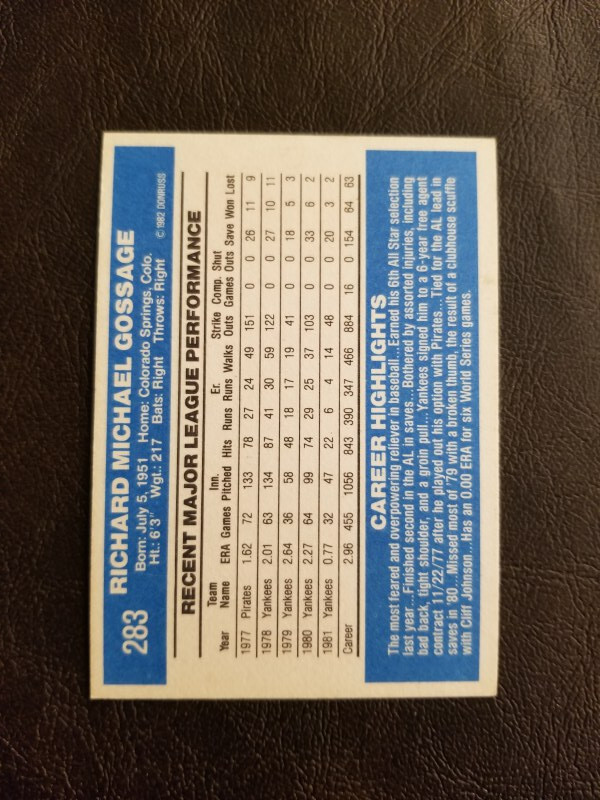 283
RICHARD MICHAEL GOSSAGE
Born: July 5, 1951 Home: Colorado Springs, Colo.
Ht.: 6'3" Wgt.: 217 Bats: Right Throws: Right ©1982 DONRUSS
RECENT MAJOR LEAGUE PERFORMANCE
Year Team Name ERA Games Inn. Pitched Hits Runs Er. Runs Walks Strike Outs Comp. Games Shut Outs Save Won Lost
1977 Pirates 1.62 72 133 78 27 24 49 151 0 0 26 11 9
1978 Yankees 2.01 63 134 87 41 30 59 122 0 0 27 10 11
1979 Yankees 2.64 36 58 48 18 17 19 41 0 0 18 5 3
1980 Yankees 2.27 64 99 74 29 25 37 103 0 0 33 6 2
1981 Yankees 0.77 32 47 22 6 4 14 48 0 0 20 3 2
Career 2.96 455 1056 843 390 347 466 884 16 0 154 64 63
CAREER HIGHLIGHTS
The most feared and overpowering reliever in baseball...Earned his 6th All Star selection
last year...Finished second in the AL in saves...Bothered by assorted injuries, including
bad back, tight shoulder, and a groin pull...Yankees signed him to a 6-year free agent
contract 11/22/77 after he played out his option with Pirates...Tied for the AL lead in
saves in '80...Missed most of '79 with a broken thumb, the result of a clubhouse scuffle
with Cliff Johnson...Has an 0.00 ERA for six World Series games.